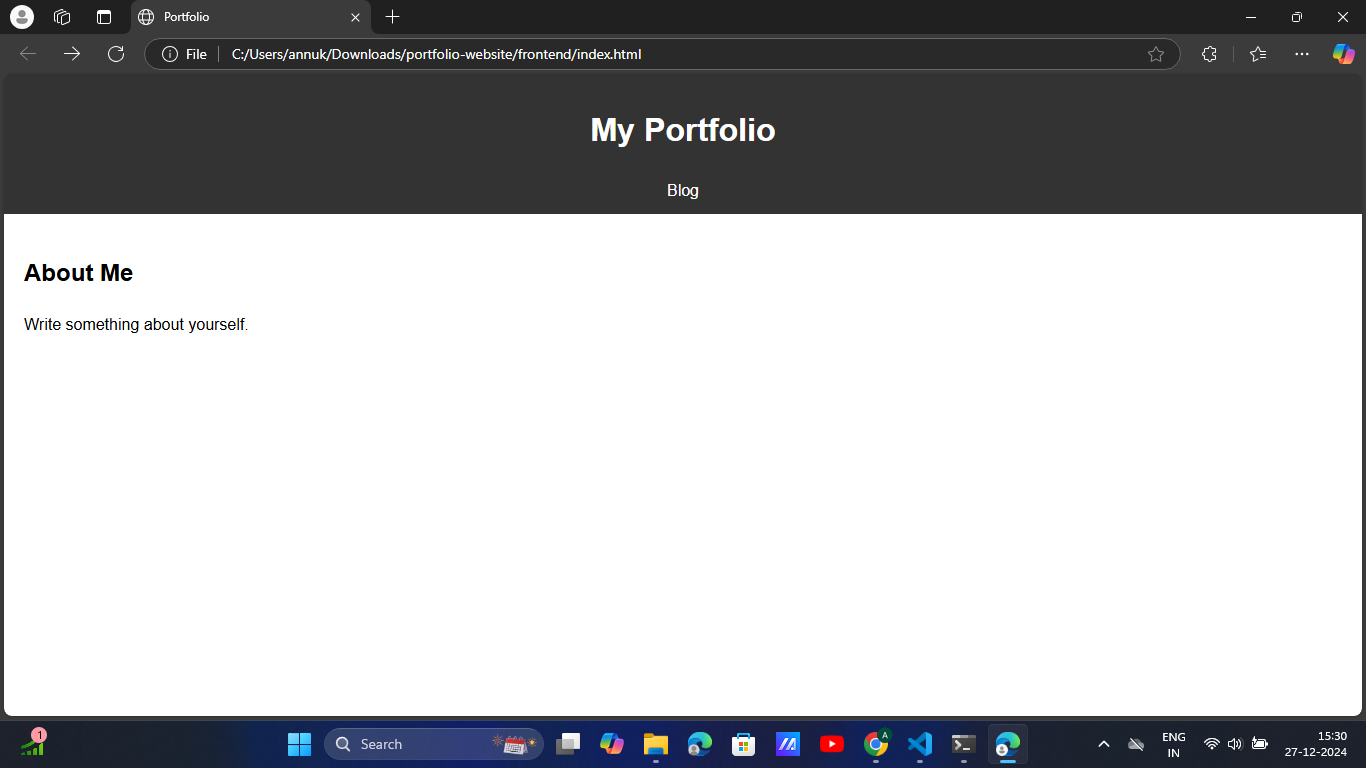 Portfolio
File
C:/Users/annuk/Downloads/portfolio-website/frontend/index.html
My Portfolio
Blog
About Me
Write something about yourself.
1
Search
A
ENG
IN
15:30
27-12-2024